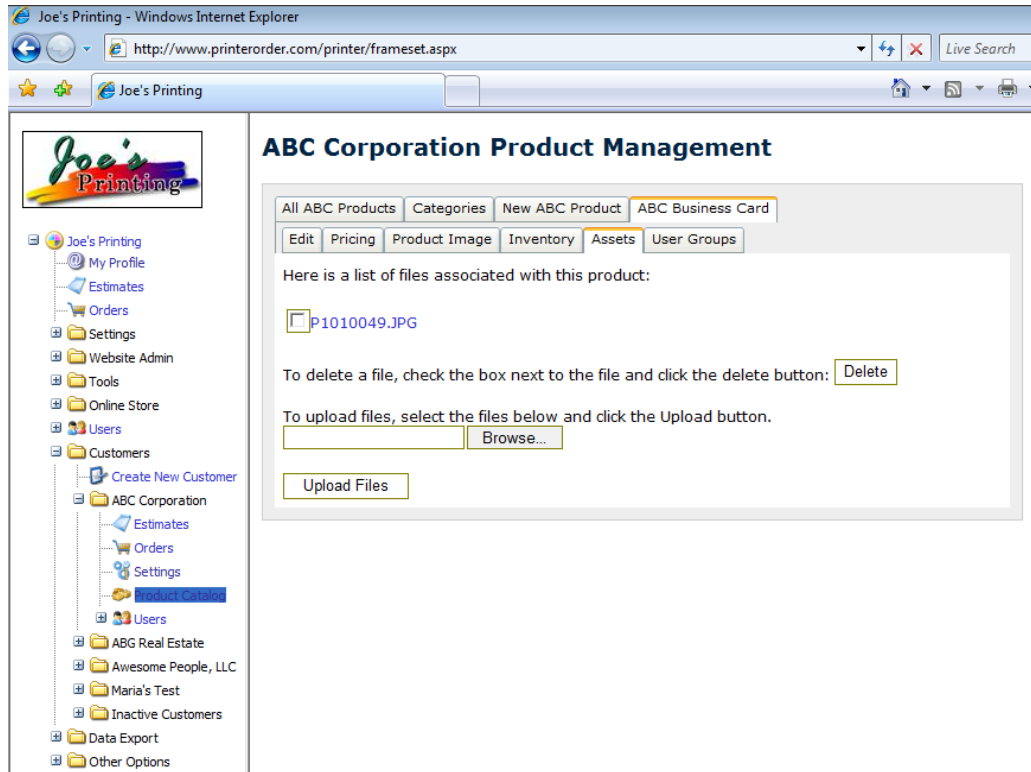 Joe's Printing - Windows Internet Explorer
http://www.printerorder.com/printer/frameset.aspx
Live Search
Joe's Printing
Joe's
Printing
Joe's Printing
My Profile
Estimates
Orders
Settings
Website Admin
Tools
Online Store
Users
Customers
Create New Customer
ABC Corporation
Estimates
Orders
Settings
Product Catalog
Users
ABG Real Estate
Awesome People, LLC
Maria's Test
Inactive Customers
Data Export
Other Options
ABC Corporation Product Management
All ABC Products Categories New ABC Product ABC Business Card
Edit Pricing Product Image Inventory Assets User Groups
Here is a list of files associated with this product:
P1010049.JPG
To delete a file, check the box next to the file and click the delete button: Delete
To upload files, select the files below and click the Upload button.
Browse...
Upload Files